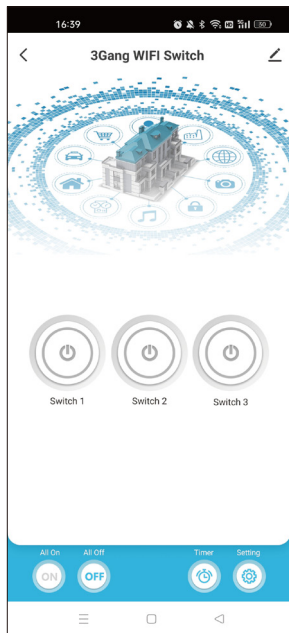 16:39
50
3Gang WIFI Switch
Switch 1
Switch 2
Switch 3
All On
All Off
Timer
Setting
ON
OFF